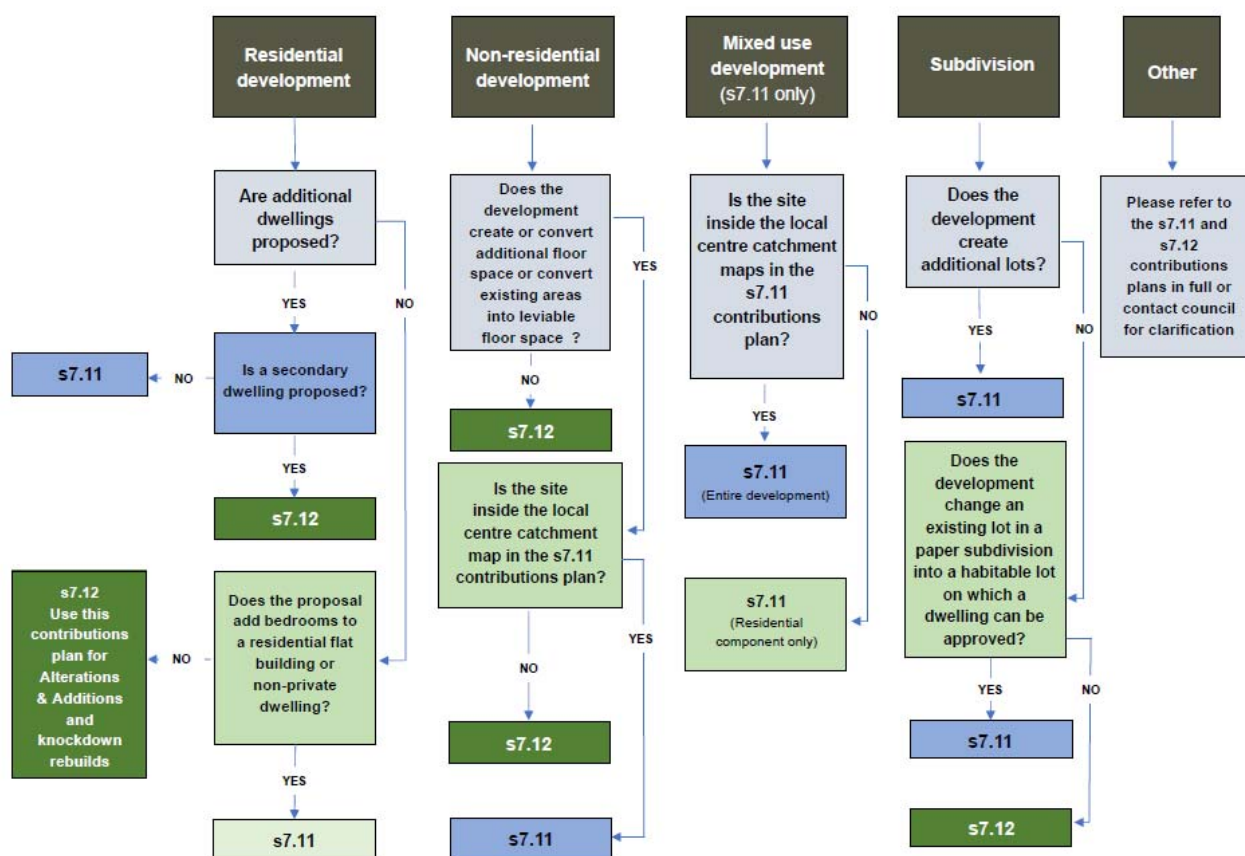 Residential
development
Are additional
dwellings
proposed?
YES
NO
Is a secondary
dwelling proposed?
NO
s7.11
YES
s7.12
Does the proposal
add bedrooms to
a residential flat
building or
non-private
dwelling?
NO
s7.12
Use this
contributions
plan for
Alterations
& Additions
and
knockdown
rebuilds
YES
s7.11
Non-residential
development
Does the
development
create or convert
additional floor
space or convert
existing areas
into leviable
floor space ?
YES
NO
s7.12
Is the site
inside the local
centre catchment
map in the s7.11
contributions plan?
YES
NO
s7.12
s7.11
Mixed use
development
(s7.11 only)
Is the site
inside the local
centre catchment
maps in the
s7.11
contributions
plan?
NO
YES
s7.11
(Entire development)
s7.11
(Residential
component only)
Subdivision
Does the
development
create
additional lots?
NO
YES
s7.11
Does the
development
change an
existing lot in a
paper subdivision
into a habitable lot
on which a
dwelling can be
approved?
YES
NO
s7.11
s7.12
Other
Please refer to
the s7.11 and
s7.12
contributions
plans in full or
contact council
for clarification